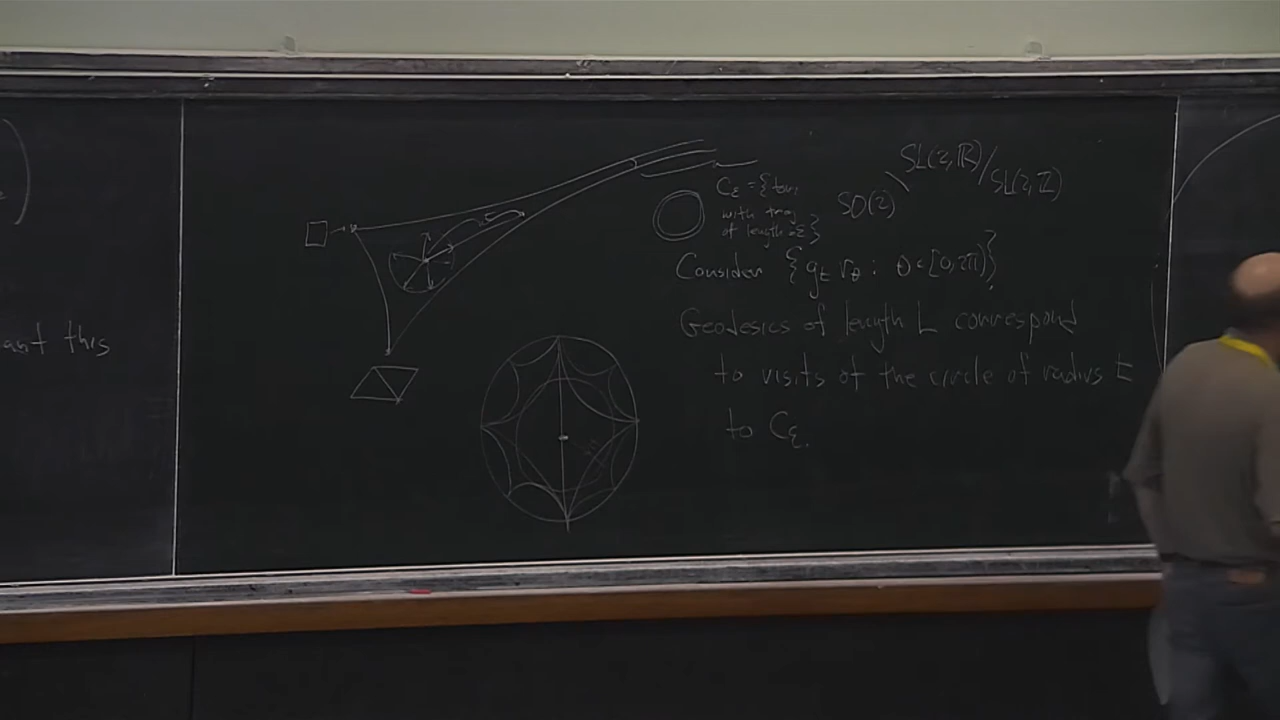 ant this
C_ε = {tori
with traj
of length ≤ε}
SO(2) \ SL(2,ℝ)/SL(2,ℤ)
Consider {g_t r_θ : θ∈[0,2π)}
Geodesics of length L correspond
to visits of the circle of radius t
to C_ε.